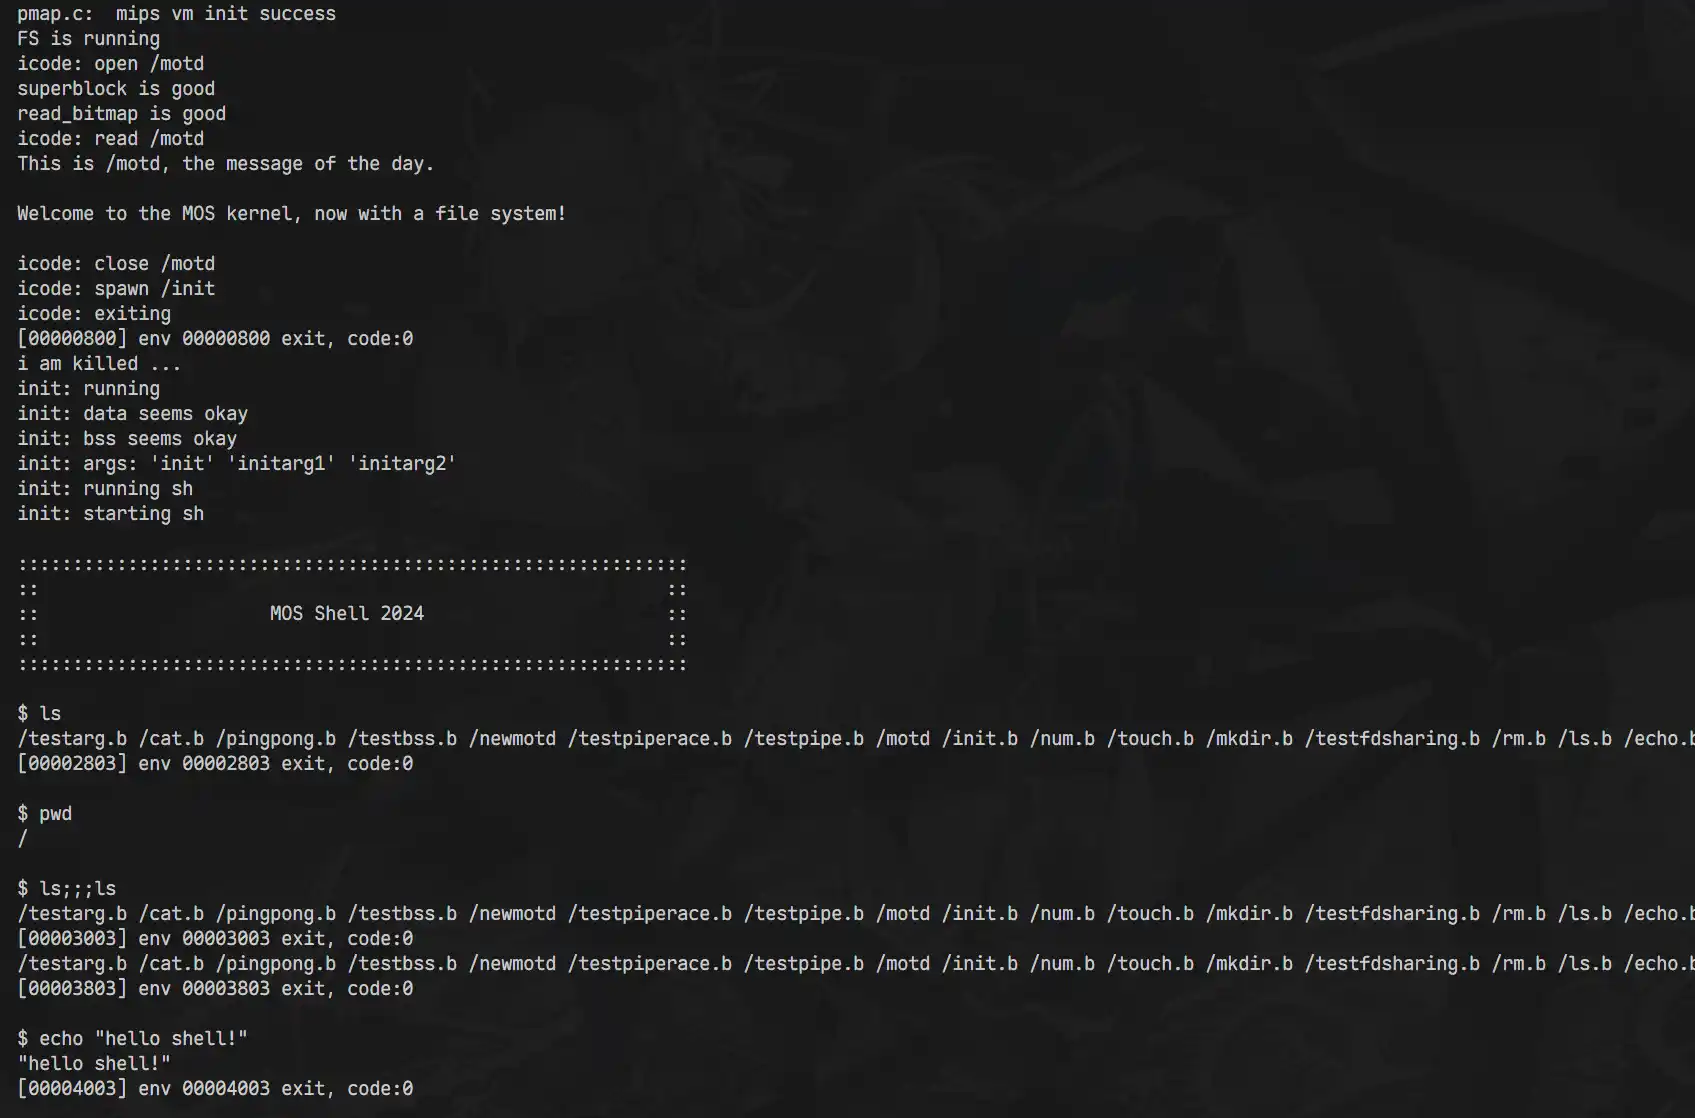 pmap.c:  mips vm init success
FS is running
icode: open /motd
superblock is good
read_bitmap is good
icode: read /motd
This is /motd, the message of the day.
Welcome to the MOS kernel, now with a file system!
icode: close /motd
icode: spawn /init
icode: exiting
[00000800] env 00000800 exit, code:0
i am killed ...
init: running
init: data seems okay
init: bss seems okay
init: args: 'init' 'initarg1' 'initarg2'
init: running sh
init: starting sh
:::::::::::::::::::::::::::::::::::::::::::::::::::::::::::::
::                                                         ::
::                     MOS Shell 2024                      ::
::                                                         ::
:::::::::::::::::::::::::::::::::::::::::::::::::::::::::::::
$ ls
/testarg.b /cat.b /pingpong.b /testbss.b /newmotd /testpiperace.b /testpipe.b /motd /init.b /num.b /touch.b /mkdir.b /testfdsharing.b /rm.b /ls.b /echo.b
[00002803] env 00002803 exit, code:0
$ pwd
/
$ ls;;;ls
/testarg.b /cat.b /pingpong.b /testbss.b /newmotd /testpiperace.b /testpipe.b /motd /init.b /num.b /touch.b /mkdir.b /testfdsharing.b /rm.b /ls.b /echo.b
[00003003] env 00003003 exit, code:0
/testarg.b /cat.b /pingpong.b /testbss.b /newmotd /testpiperace.b /testpipe.b /motd /init.b /num.b /touch.b /mkdir.b /testfdsharing.b /rm.b /ls.b /echo.b
[00003803] env 00003803 exit, code:0
$ echo "hello shell!"
"hello shell!"
[00004003] env 00004003 exit, code:0